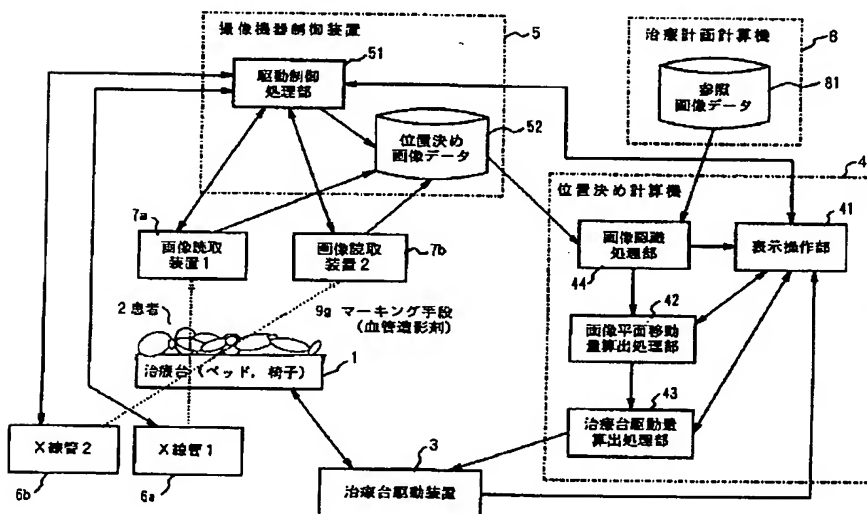 撮像機器制御装置
5
51
駆動制御
処理部
位置決め
画像データ
52
治療計画計算機
8
参照
画像データ
81
4
位置決め計算機
41
画像認識
処理部
44
表示操作部
42
画像平面移動
量算出処理部
43
治療台駆動量
算出処理部
7a
画像読取
装置1
画像読取
装置2
7b
2 患者
9g マーキング手段
(血管造影剤)
治療台(ベッド,椅子)
1
X線管2
6b
X線管1
6a
3
治療台駆動装置